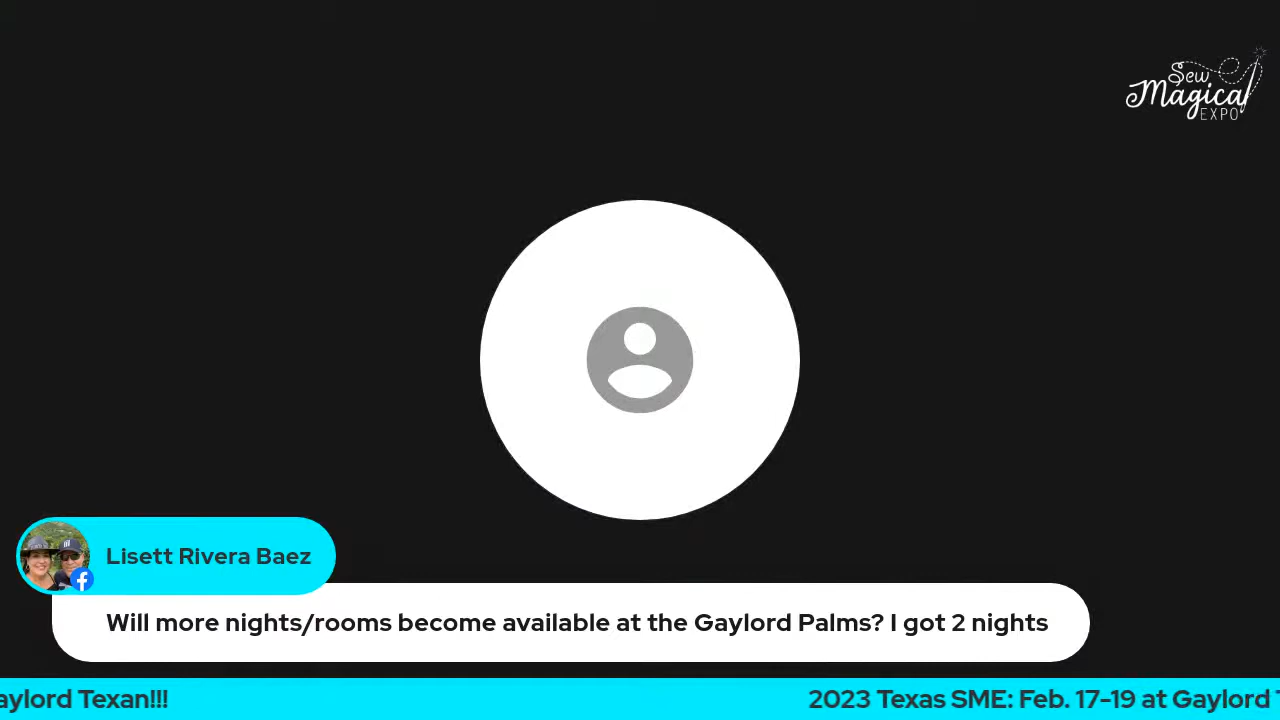 Sew
Magical
EXPO
Lisett Rivera Baez
Will more nights/rooms become available at the Gaylord Palms? I got 2 nights
aylord Texan!!! 2023 Texas SME: Feb. 17-19 at Gaylord